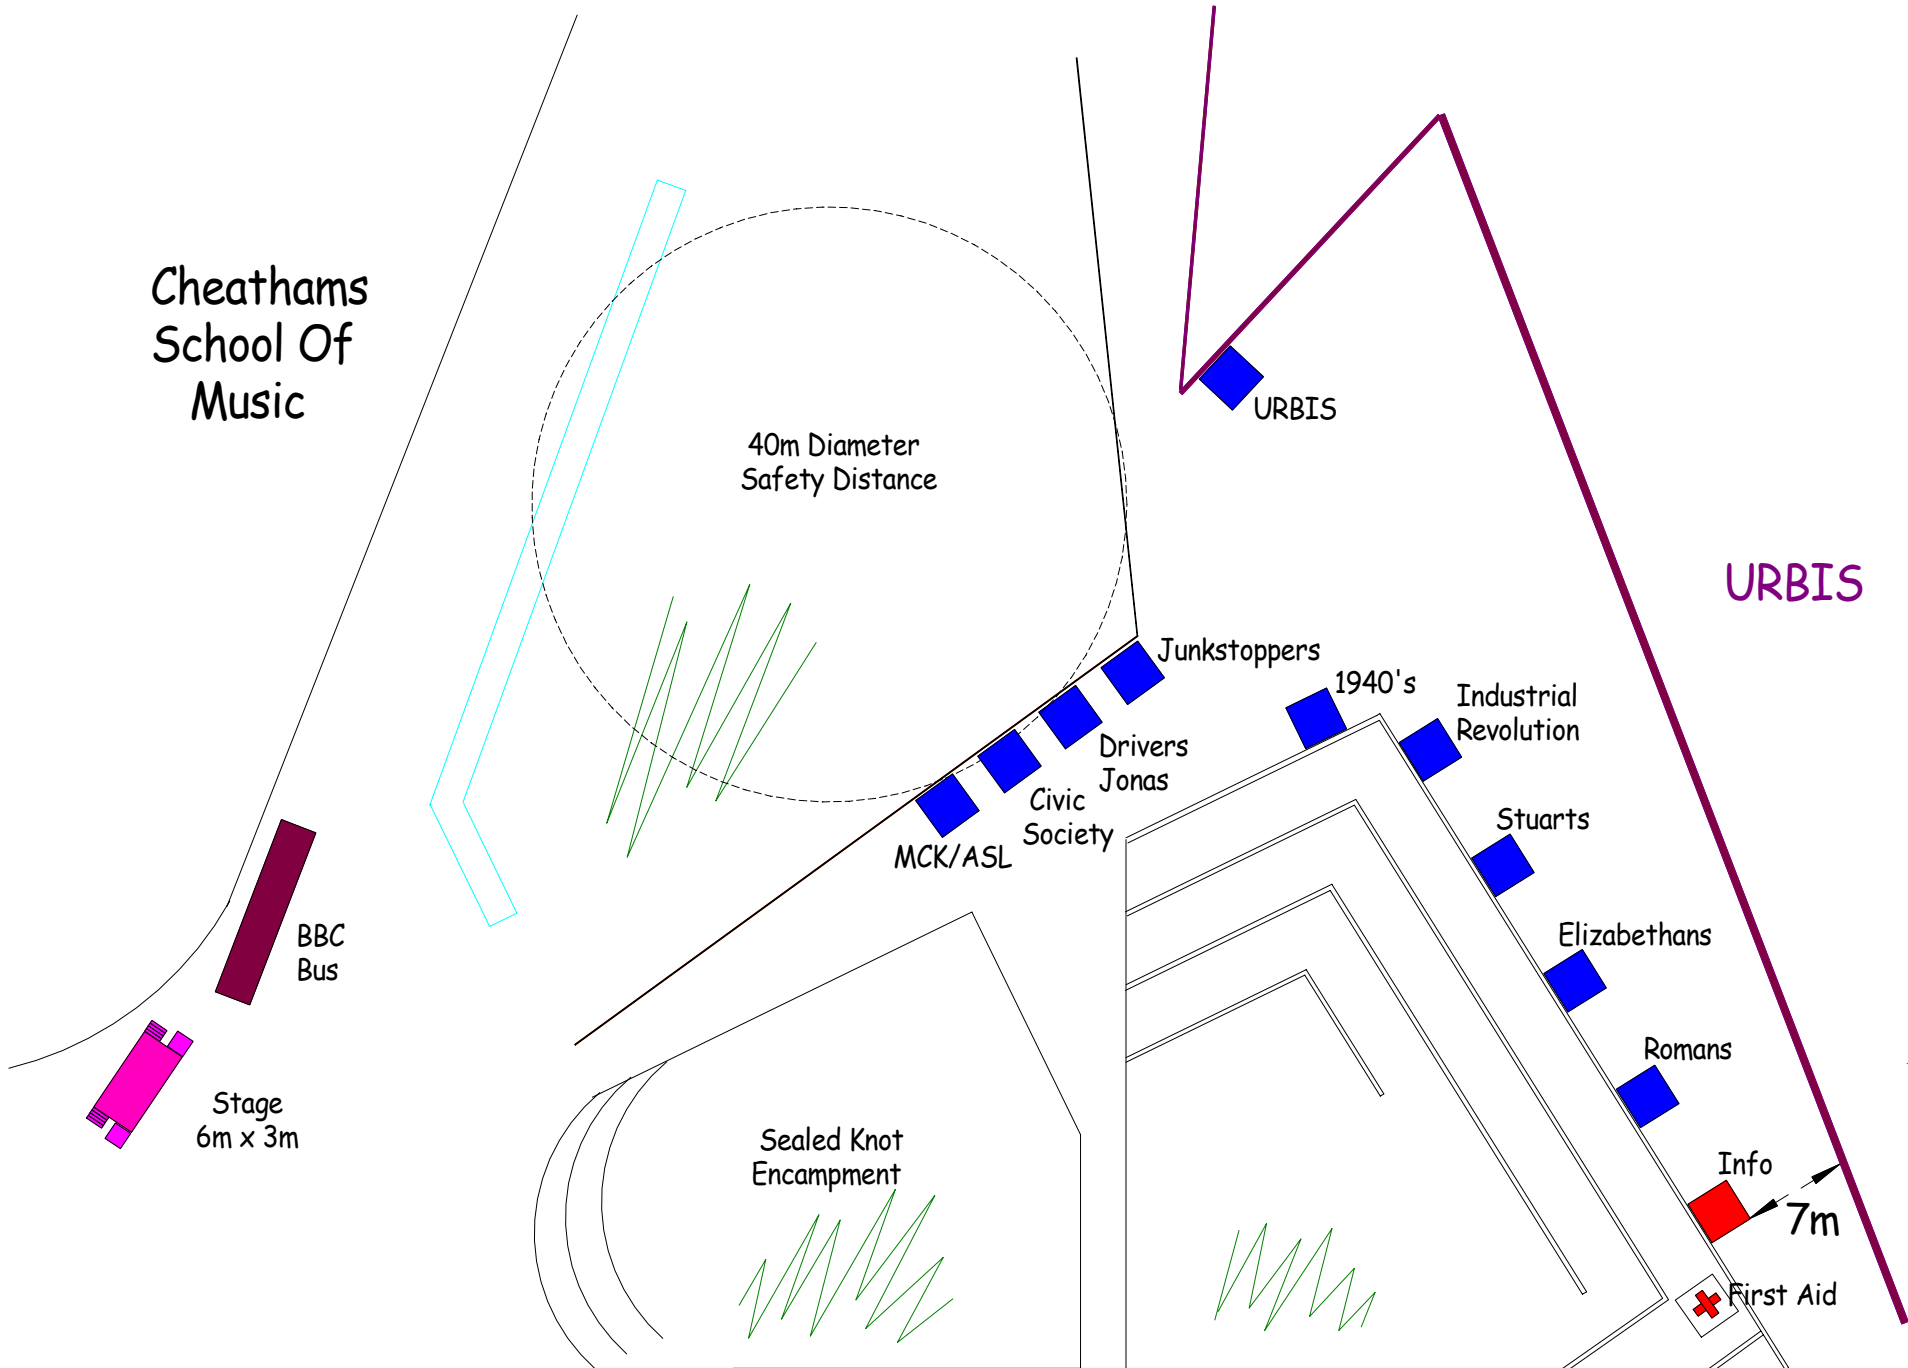 Cheathams
School Of
Music
40m Diameter
Safety Distance
URBIS
URBIS
Junkstoppers
1940's
Industrial
Revolution
Drivers
Jonas
Civic
Society
MCK/ASL
Stuarts
Elizabethans
BBC
Bus
Romans
Stage
6m x 3m
Sealed Knot
Encampment
Info
7m
First Aid